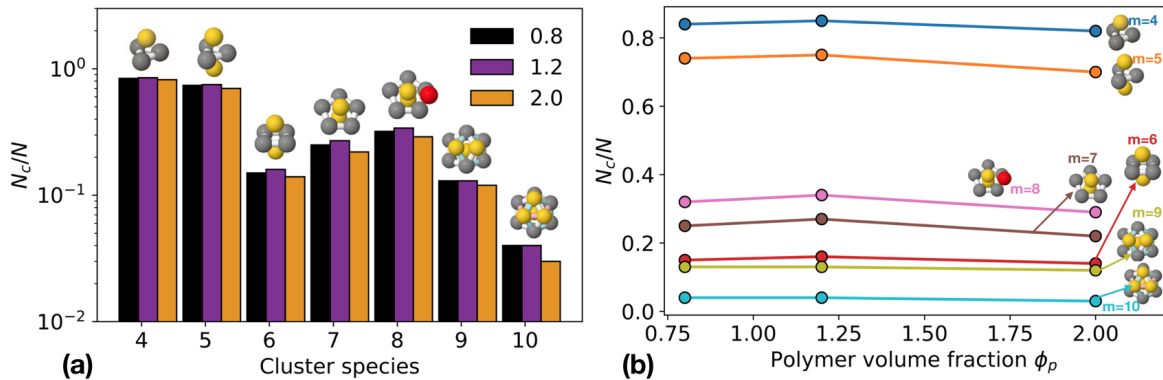 (a)
N_c/N
10⁰
10⁻¹
10⁻²
0.8
1.2
2.0
4 5 6 7 8 9 10
Cluster species
(b)
N_c/N
0.8
0.6
0.4
0.2
0.0
m=4
m=5
m=6
m=7
m=8
m=9
m=10
0.75 1.00 1.25 1.50 1.75 2.00
Polymer volume fraction ϕ_p